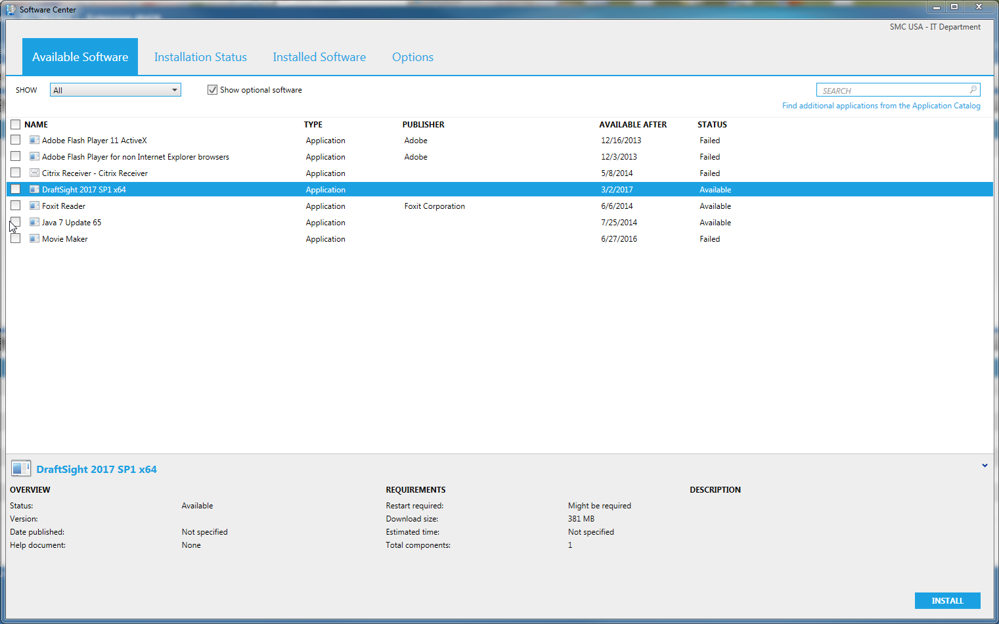 Software Center
SMC USA - IT Department
Available Software Installation Status Installed Software Options
SHOW All Show optional software SEARCH
Find additional applications from the Application Catalog
NAME TYPE PUBLISHER AVAILABLE AFTER STATUS
Adobe Flash Player 11 ActiveX Application Adobe 12/16/2013 Failed
Adobe Flash Player for non Internet Explorer browsers Application Adobe 12/3/2013 Failed
Citrix Receiver - Citrix Receiver Application 5/8/2014 Failed
DraftSight 2017 SP1 x64 Application 3/2/2017 Available
Foxit Reader Application Foxit Corporation 6/6/2014 Available
Java 7 Update 65 Application 7/25/2014 Available
Movie Maker Application 6/27/2016 Failed
DraftSight 2017 SP1 x64
OVERVIEW REQUIREMENTS DESCRIPTION
Status: Available Restart required: Might be required
Version: Download size: 381 MB
Date published: Not specified Estimated time: Not specified
Help document: None Total components: 1
INSTALL